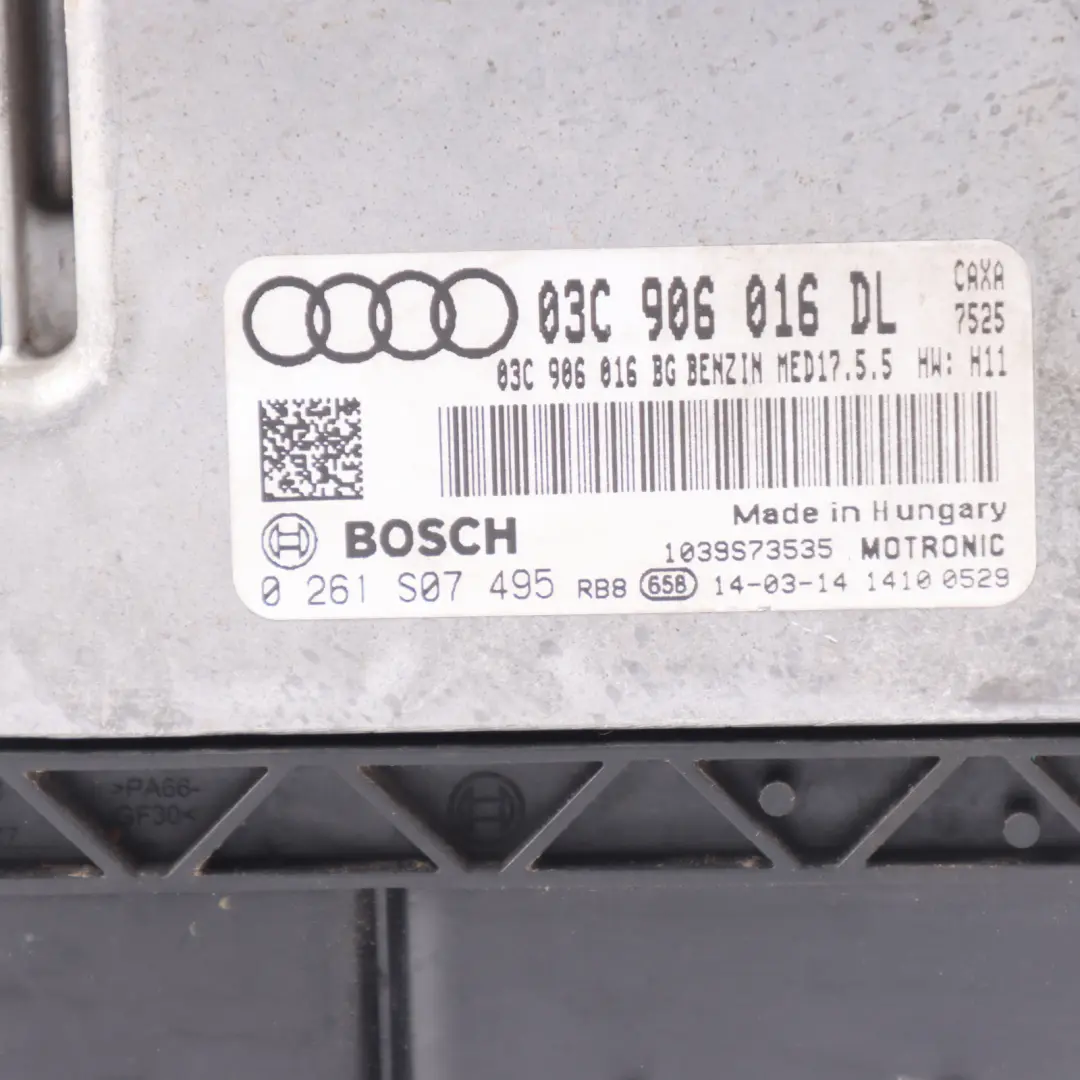 03C 906 016 DL CAXA
7525
03C 906 016 BG BENZIN MED17.5.5 HW: H11
Made in Hungary
BOSCH 1039S73535 MOTRONIC
0 261 S07 495 RB8 658 14-03-14 1410 0529
>PA66-
GF30<